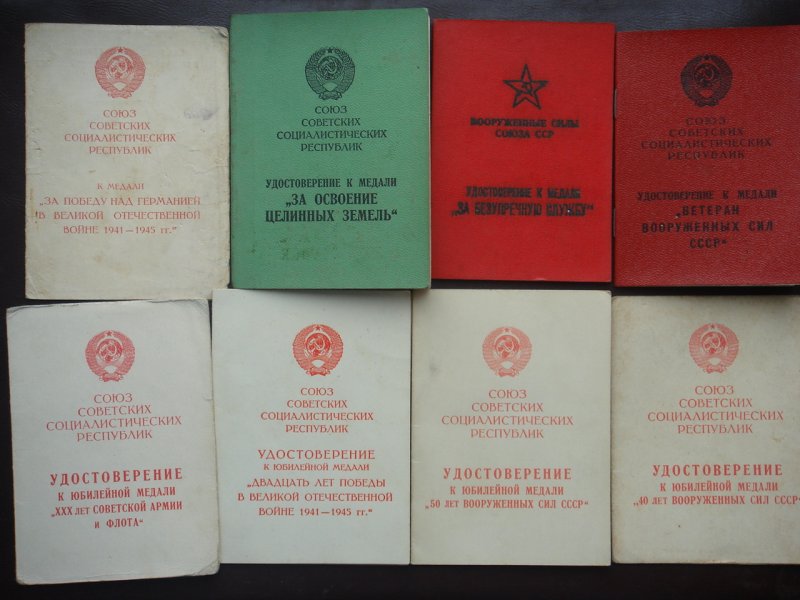 СОЮЗ
СОВЕТСКИХ
СОЦИАЛИСТИЧЕСКИХ
РЕСПУБЛИК
К МЕДАЛИ
„ЗА ПОБЕДУ НАД ГЕРМАНИЕЙ
В ВЕЛИКОЙ ОТЕЧЕСТВЕННОЙ
ВОЙНЕ 1941—1945 гг."
СОЮЗ
СОВЕТСКИХ
СОЦИАЛИСТИЧЕСКИХ
РЕСПУБЛИК
УДОСТОВЕРЕНИЕ К МЕДАЛИ
„ЗА ОСВОЕНИЕ
ЦЕЛИННЫХ ЗЕМЕЛЬ"
ВООРУЖЕННЫЕ СИЛЫ
СОЮЗА ССР
УДОСТОВЕРЕНИЕ К МЕДАЛИ
„ЗА БЕЗУПРЕЧНУЮ СЛУЖБУ"
СОЮЗ
СОВЕТСКИХ
СОЦИАЛИСТИЧЕСКИХ
РЕСПУБЛИК
УДОСТОВЕРЕНИЕ К МЕДАЛИ
„ВЕТЕРАН
ВООРУЖЕННЫХ СИЛ
СССР"
СОЮЗ
СОВЕТСКИХ
СОЦИАЛИСТИЧЕСКИХ
РЕСПУБЛИК
УДОСТОВЕРЕНИЕ
К ЮБИЛЕЙНОЙ МЕДАЛИ
„XXX ЛЕТ СОВЕТСКОЙ АРМИИ
И ФЛОТА"
СОЮЗ
СОВЕТСКИХ
СОЦИАЛИСТИЧЕСКИХ
РЕСПУБЛИК
УДОСТОВЕРЕНИЕ
К ЮБИЛЕЙНОЙ МЕДАЛИ
„ДВАДЦАТЬ ЛЕТ ПОБЕДЫ
В ВЕЛИКОЙ ОТЕЧЕСТВЕННОЙ
ВОЙНЕ 1941—1945 гг."
СОЮЗ
СОВЕТСКИХ
СОЦИАЛИСТИЧЕСКИХ
РЕСПУБЛИК
УДОСТОВЕРЕНИЕ
К ЮБИЛЕЙНОЙ МЕДАЛИ
„50 ЛЕТ ВООРУЖЕННЫХ СИЛ СССР"
СОЮЗ
СОВЕТСКИХ
СОЦИАЛИСТИЧЕСКИХ
РЕСПУБЛИК
УДОСТОВЕРЕНИЕ
К ЮБИЛЕЙНОЙ МЕДАЛИ
„40 ЛЕТ ВООРУЖЕННЫХ СИЛ СССР"